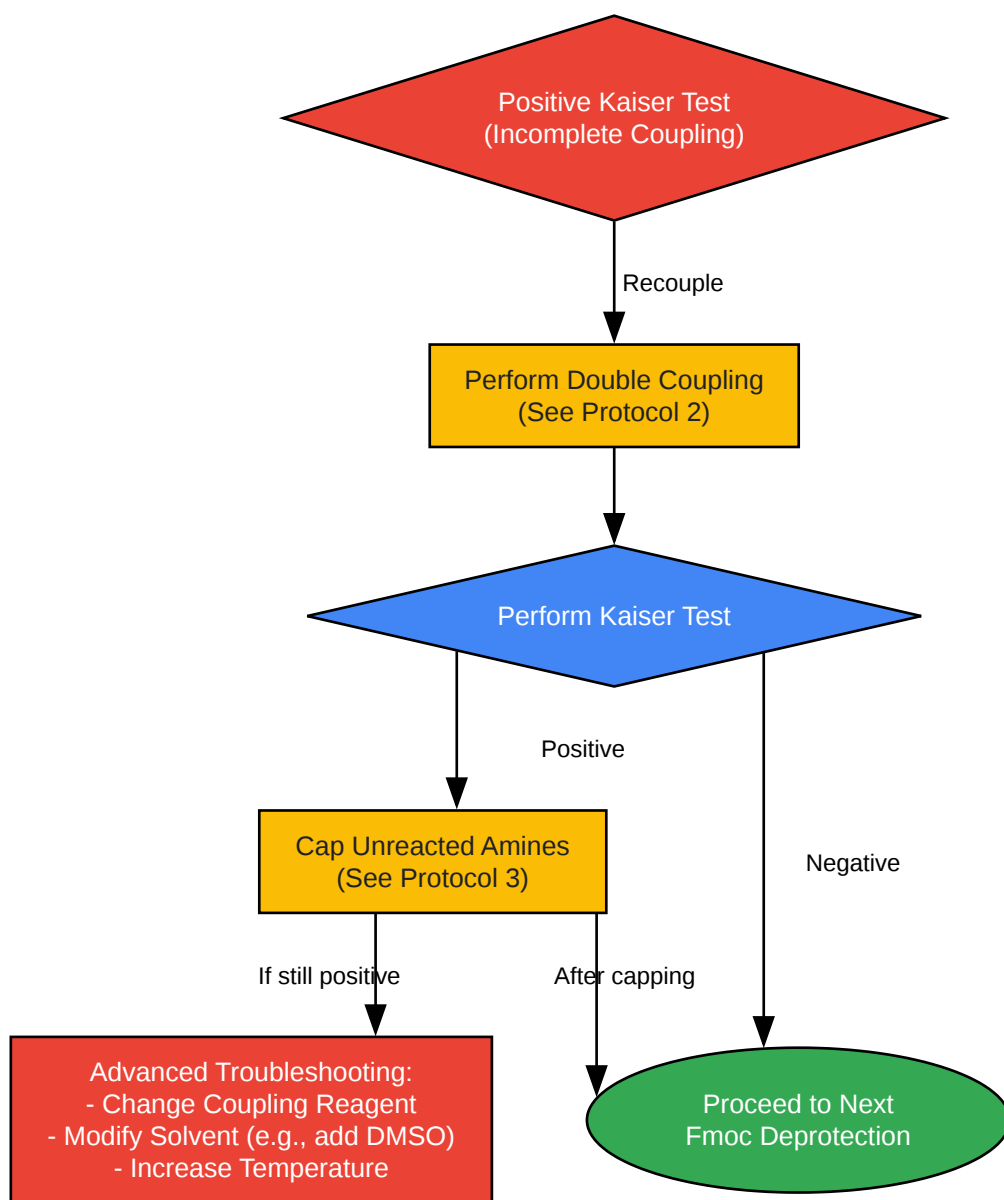 Positive Kaiser Test
(Incomplete Coupling)
Recouple
Perform Double Coupling
(See Protocol 2)
Perform Kaiser Test
Positive
Cap Unreacted Amines
(See Protocol 3)
Negative
If still positive
After capping
Advanced Troubleshooting:
- Change Coupling Reagent
- Modify Solvent (e.g., add DMSO)
- Increase Temperature
Proceed to Next
Fmoc Deprotection